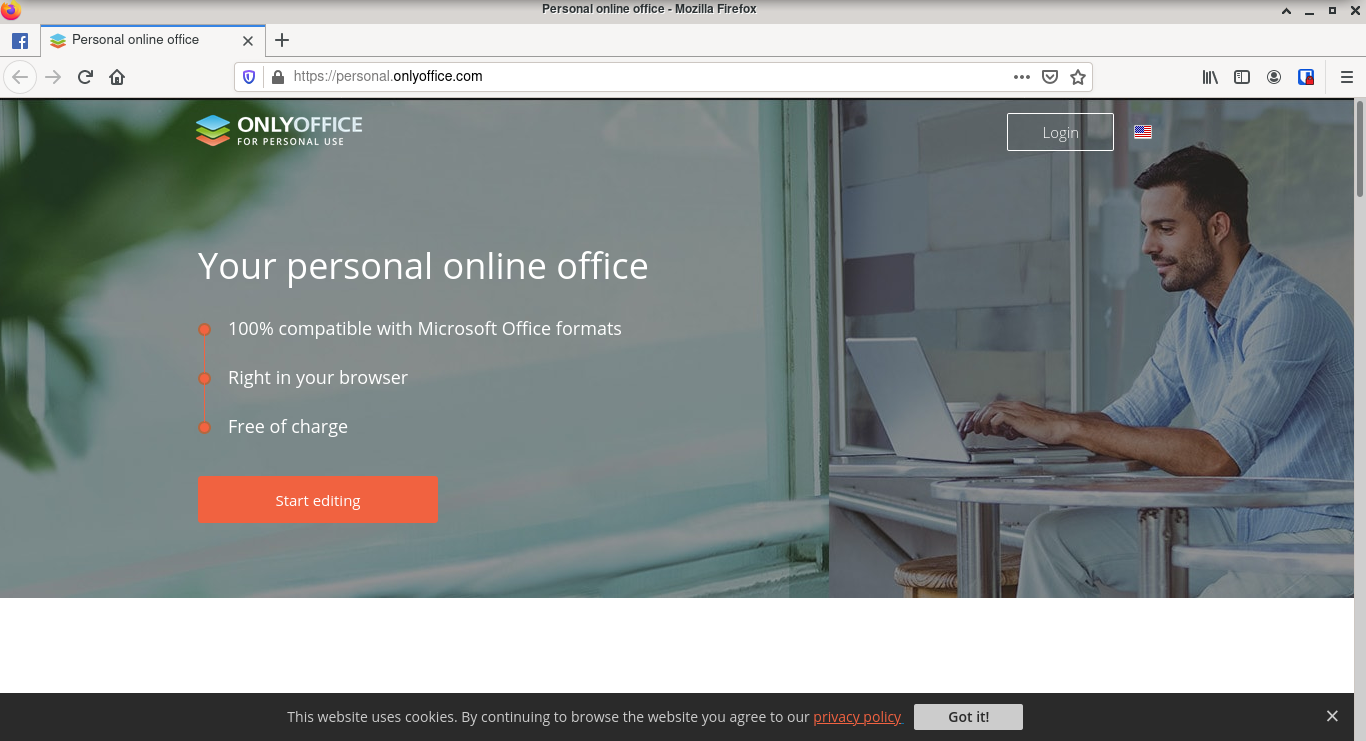 Personal online office - Mozilla Firefox
Personal online office
https://personal.onlyoffice.com
ONLYOFFICE
FOR PERSONAL USE
Login
Your personal online office
100% compatible with Microsoft Office formats
Right in your browser
Free of charge
Start editing
This website uses cookies. By continuing to browse the website you agree to our privacy policy. Got it!